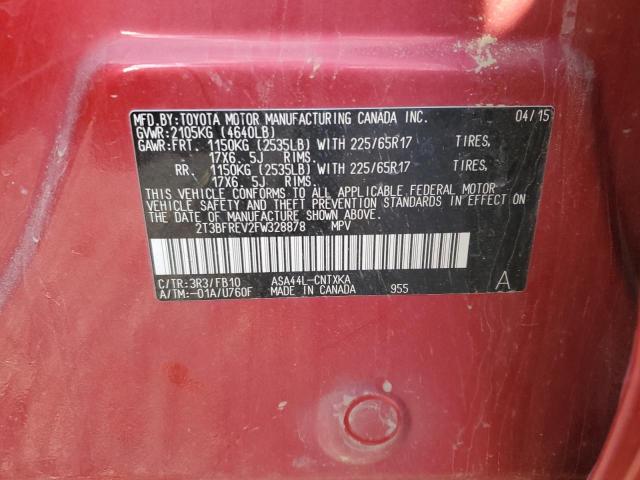 MFD.BY:TOYOTA MOTOR MANUFACTURING CANADA INC. 04/15
GVWR:2105KG (4640LB)
GAWR:FRT. 1150KG (2535LB) WITH 225/65R17 TIRES,
17X6. 5J RIMS.
RR. 1150KG (2535LB) WITH 225/65R17 TIRES,
17X6. 5J RIMS.
THIS VEHICLE CONFORMS TO ALL APPLICABLE FEDERAL MOTOR
VEHICLE SAFETY AND THEFT PREVENTION STANDARDS IN EFFECT ON
THE DATE OF MANUFACTURE SHOWN ABOVE.
2T3BFREV2FW328878 MPV
C/TR:3R3/FB10 ASA44L-CNTXKA
A/TM:-01A/U760F MADE IN CANADA 955 A